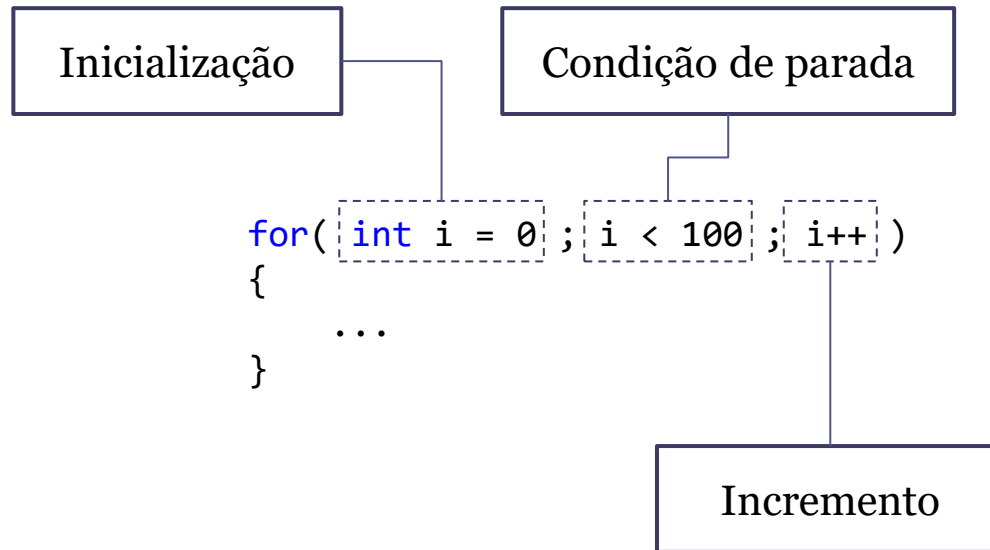 Inicialização
Condição de parada
for( int i = 0 ; i < 100 ; i++ )
{
...
}
Incremento